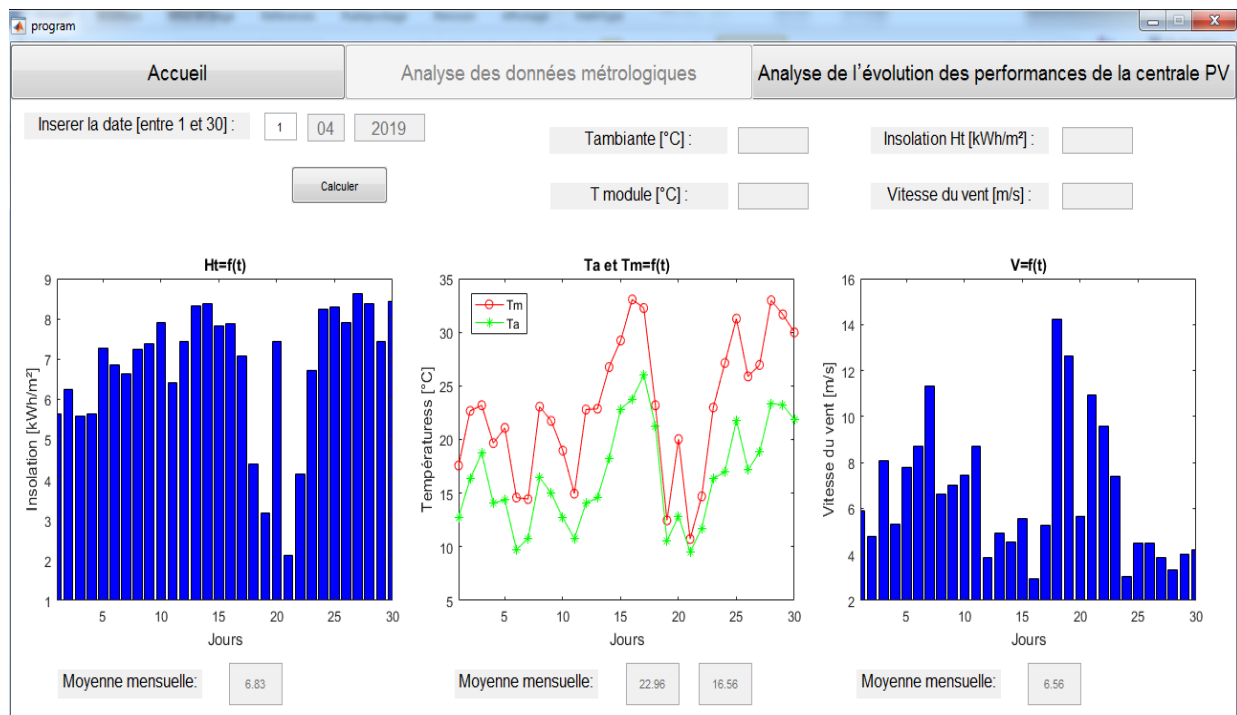 program
Accueil
Analyse des données métrologiques
Analyse de l'évolution des performances de la centrale PV
Inserer la date [entre 1 et 30] : 1 04 2019
Tambiante [°C] :
Insolation Ht [kWh/m²] :
Calculer
T module [°C] :
Vitesse du vent [m/s] :
Ht=f(t)
9
8
7
6
5
4
3
2
1
Insolation [kWh/m²]
5 10 15 20 25 30
Jours
Ta et Tm=f(t)
Tm
Ta
35
30
25
20
15
10
5
Températuress [°C]
5 10 15 20 25 30
Jours
V=f(t)
16
14
12
10
8
6
4
2
Vitesse du vent [m/s]
5 10 15 20 25 30
Jours
Moyenne mensuelle: 6.83
Moyenne mensuelle: 22.96 16.56
Moyenne mensuelle: 6.56